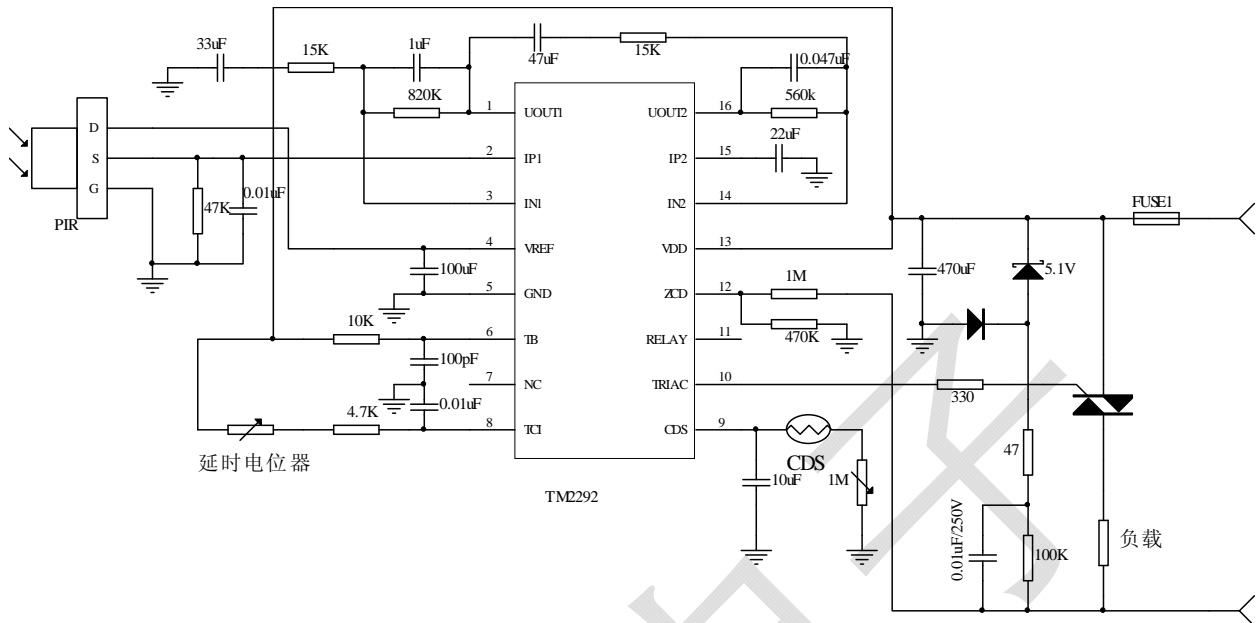 33uF
15K
1uF
47uF
15K
0.047uF
820K
560k
1
UOUT1
UOUT2
16
D
22uF
S
2
IP1
IP2
15
G
47K
0.01uF
3
IN1
IN2
14
PIR
FUSE1
4
VREF
VDD
13
100uF
1M
470uF
5.1V
5
GND
ZCD
12
10K
470K
6
TB
RELAY
11
100pF
7
NC
TRIAC
10
330
4.7K
0.01uF
8
TCI
CDS
9
延时电位器
CDS
47
10uF
1M
TM2292
0.01uF/250V
100K
负载